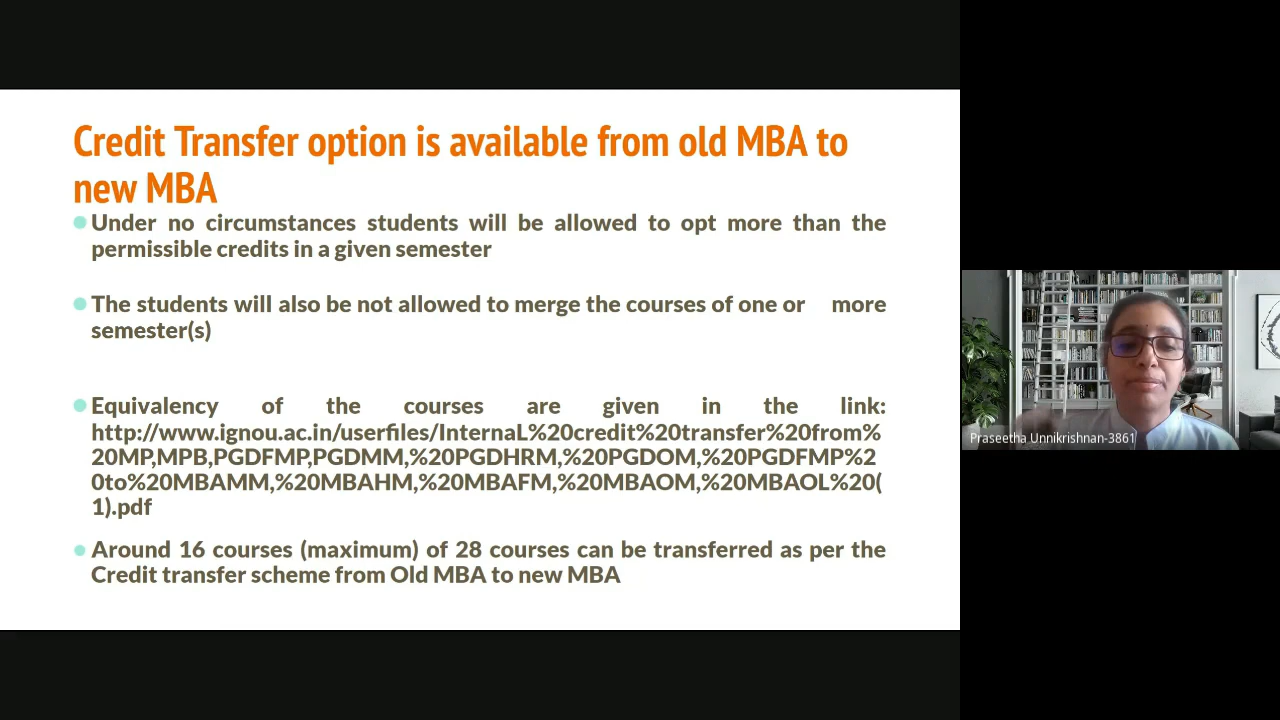 Credit Transfer option is available from old MBA to
new MBA
Under no circumstances students will be allowed to opt more than the
permissible credits in a given semester
The students will also be not allowed to merge the courses of one or more
semester(s)
Equivalency of the courses are given in the link:
http://www.ignou.ac.in/userfiles/InternaL%20credit%20transfer%20from%
20MP,MPB,PGDFMP,PGDMM,%20PGDHRM,%20PGDOM,%20PGDFMP%2
0to%20MBAMM,%20MBAHM,%20MBAFM,%20MBAOM,%20MBAOL%20(
1).pdf
Around 16 courses (maximum) of 28 courses can be transferred as per the
Credit transfer scheme from Old MBA to new MBA
Praseetha Unnikrishnan-3861